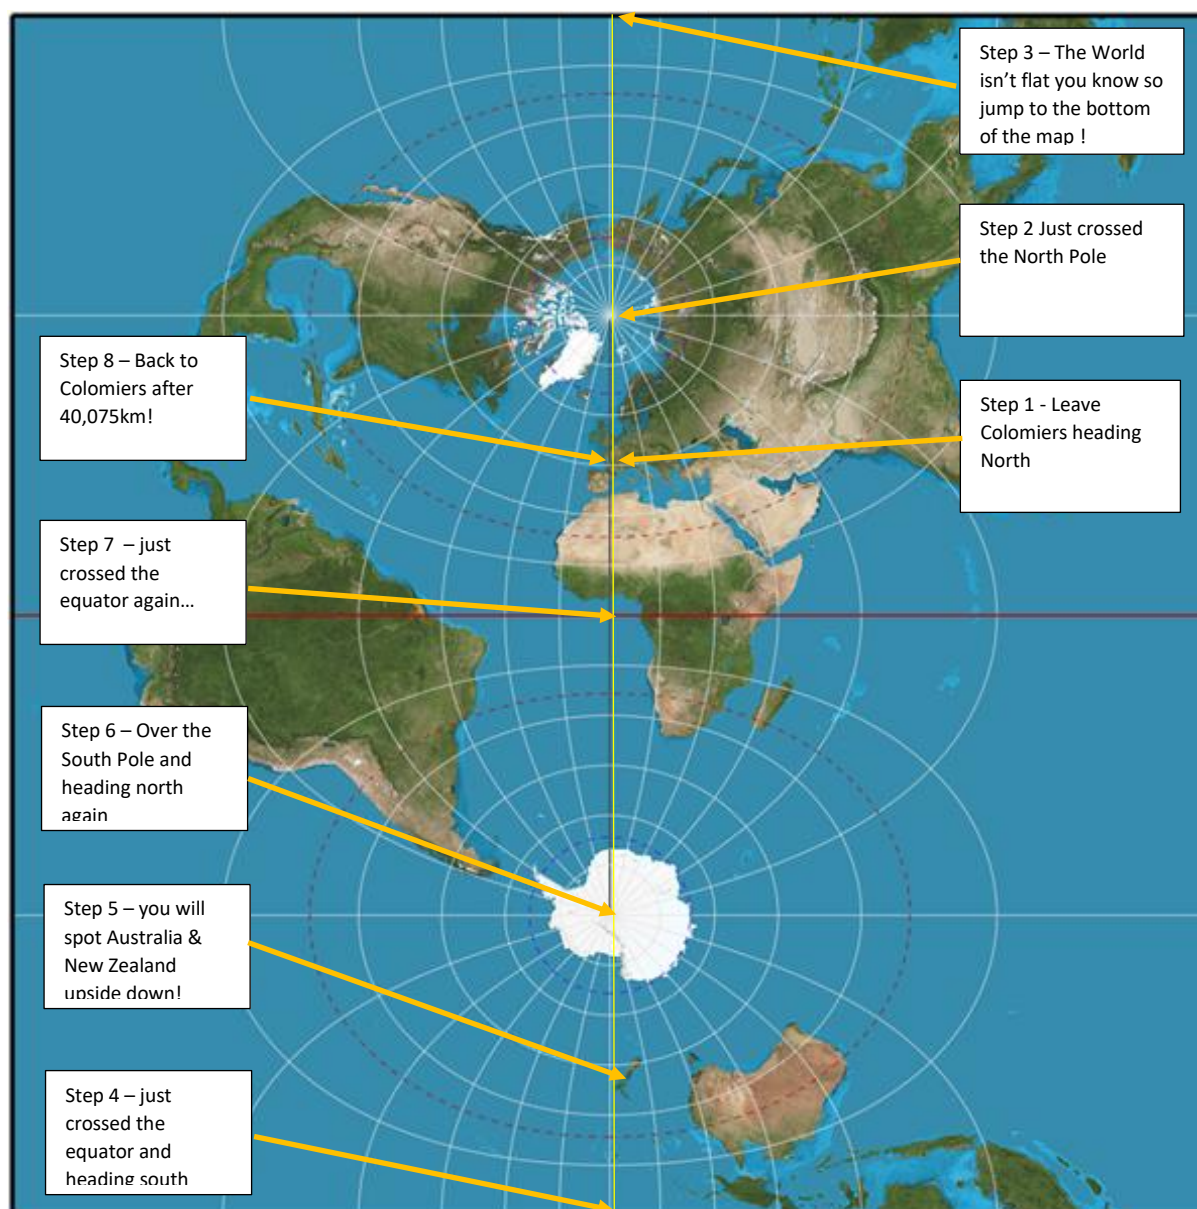 Step 3 – The World
isn't flat you know so
jump to the bottom
of the map !
Step 2 Just crossed
the North Pole
Step 8 – Back to
Colomiers after
40,075km!
Step 1 - Leave
Colomiers heading
North
Step 7 – just
crossed the
equator again…
Step 6 – Over the
South Pole and
heading north
again
Step 5 – you will
spot Australia &
New Zealand
upside down!
Step 4 – just
crossed the
equator and
heading south